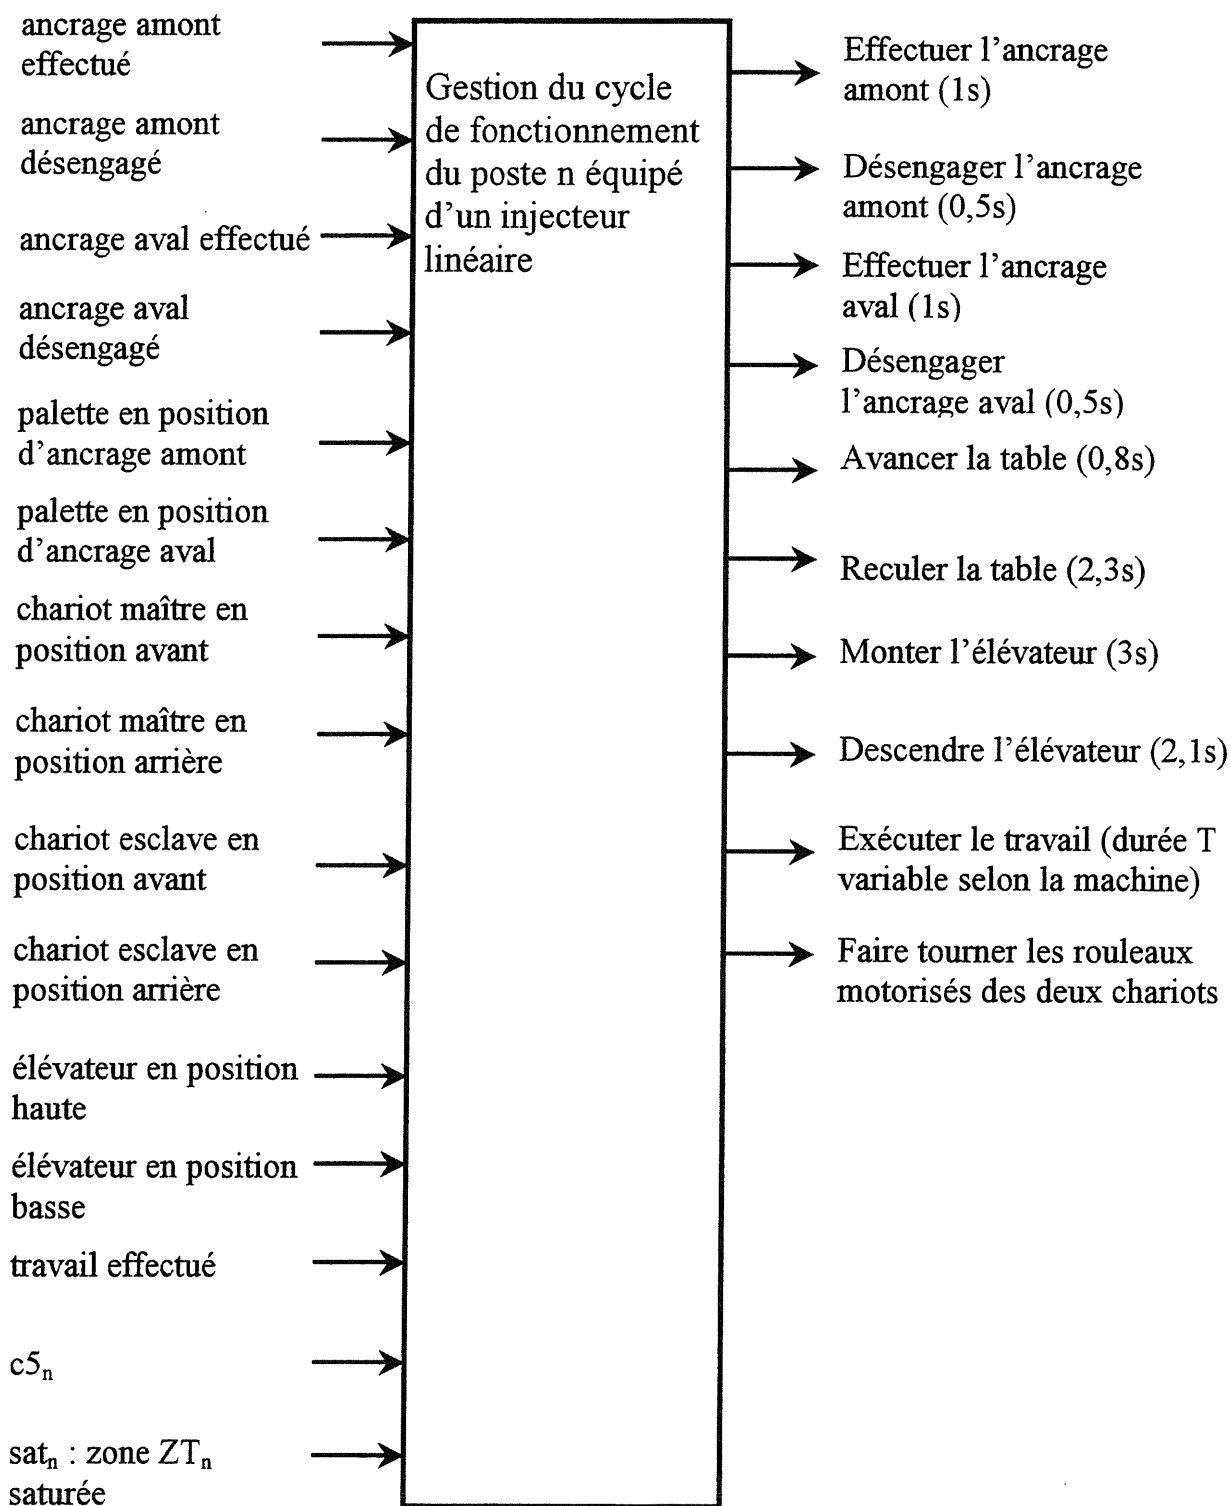 ancrage amont
effectué
ancrage amont
désengagé
ancrage aval effectué
ancrage aval
désengagé
palette en position
d'ancrage amont
palette en position
d'ancrage aval
chariot maître en
position avant
chariot maître en
position arrière
chariot esclave en
position avant
chariot esclave en
position arrière
élévateur en position
haute
élévateur en position
basse
travail effectué
c5ₙ
satₙ : zone ZTₙ
saturée
Gestion du cycle
de fonctionnement
du poste n équipé
d'un injecteur
linéaire
Effectuer l'ancrage
amont (1s)
Désengager l'ancrage
amont (0,5s)
Effectuer l'ancrage
aval (1s)
Désengager
l'ancrage aval (0,5s)
Avancer la table (0,8s)
Reculer la table (2,3s)
Monter l'élévateur (3s)
Descendre l'élévateur (2,1s)
Exécuter le travail (durée T
variable selon la machine)
Faire tourner les rouleaux
motorisés des deux chariots